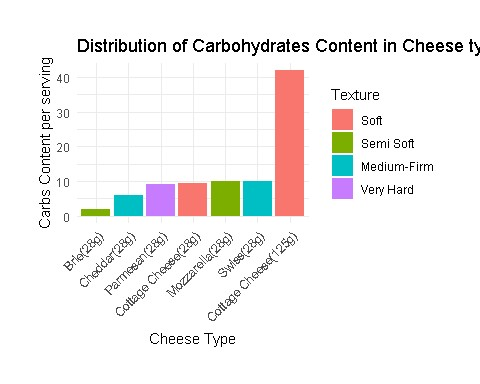 Distribution of Carbohydrates Content in Cheese ty
Carbs Content per serving
40
30
20
10
0
Brie(28g)
Cheddar(28g)
Parmesan(28g)
Cottage Cheese(28g)
Mozzarella(28g)
Swiss(28g)
Cottage Cheese(125g)
Cheese Type
Texture
Soft
Semi Soft
Medium-Firm
Very Hard